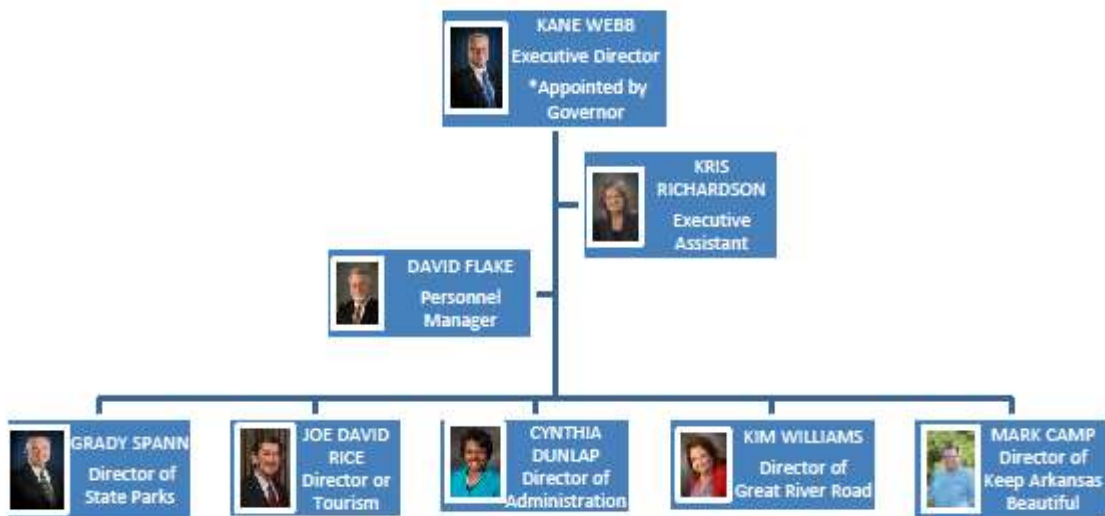 KANE WEBB
Executive Director
*Appointed by
Governor
KRIS
RICHARDSON
Executive
Assistant
DAVID FLAKE
Personnel
Manager
GRADY SPANN
Director of
State Parks
JOE DAVID
RICE
Director or
Tourism
CYNTHIA
DUNLAP
Director of
Administration
KIM WILLIAMS
Director of
Great River Road
MARK CAMP
Director of
Keep Arkansas
Beautiful